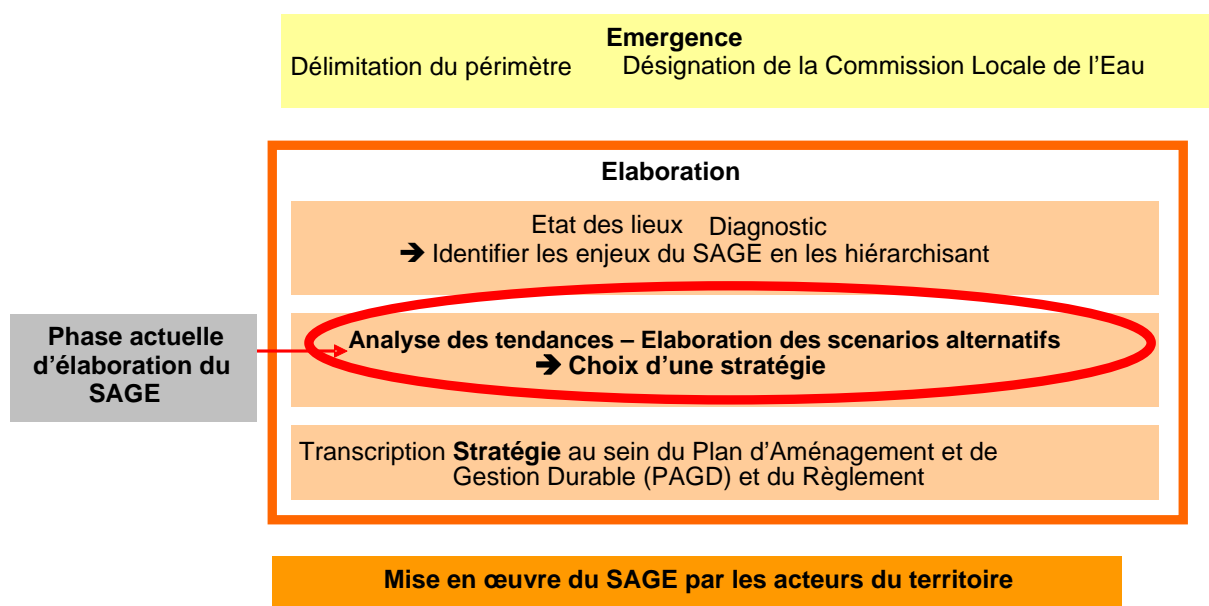 Emergence
Délimitation du périmètre Désignation de la Commission Locale de l’Eau
Elaboration
Etat des lieux Diagnostic
➔ Identifier les enjeux du SAGE en les hiérarchisant
Phase actuelle
d’élaboration du
SAGE
Analyse des tendances – Elaboration des scenarios alternatifs
➔ Choix d’une stratégie
Transcription Stratégie au sein du Plan d’Aménagement et de
Gestion Durable (PAGD) et du Règlement
Mise en œuvre du SAGE par les acteurs du territoire